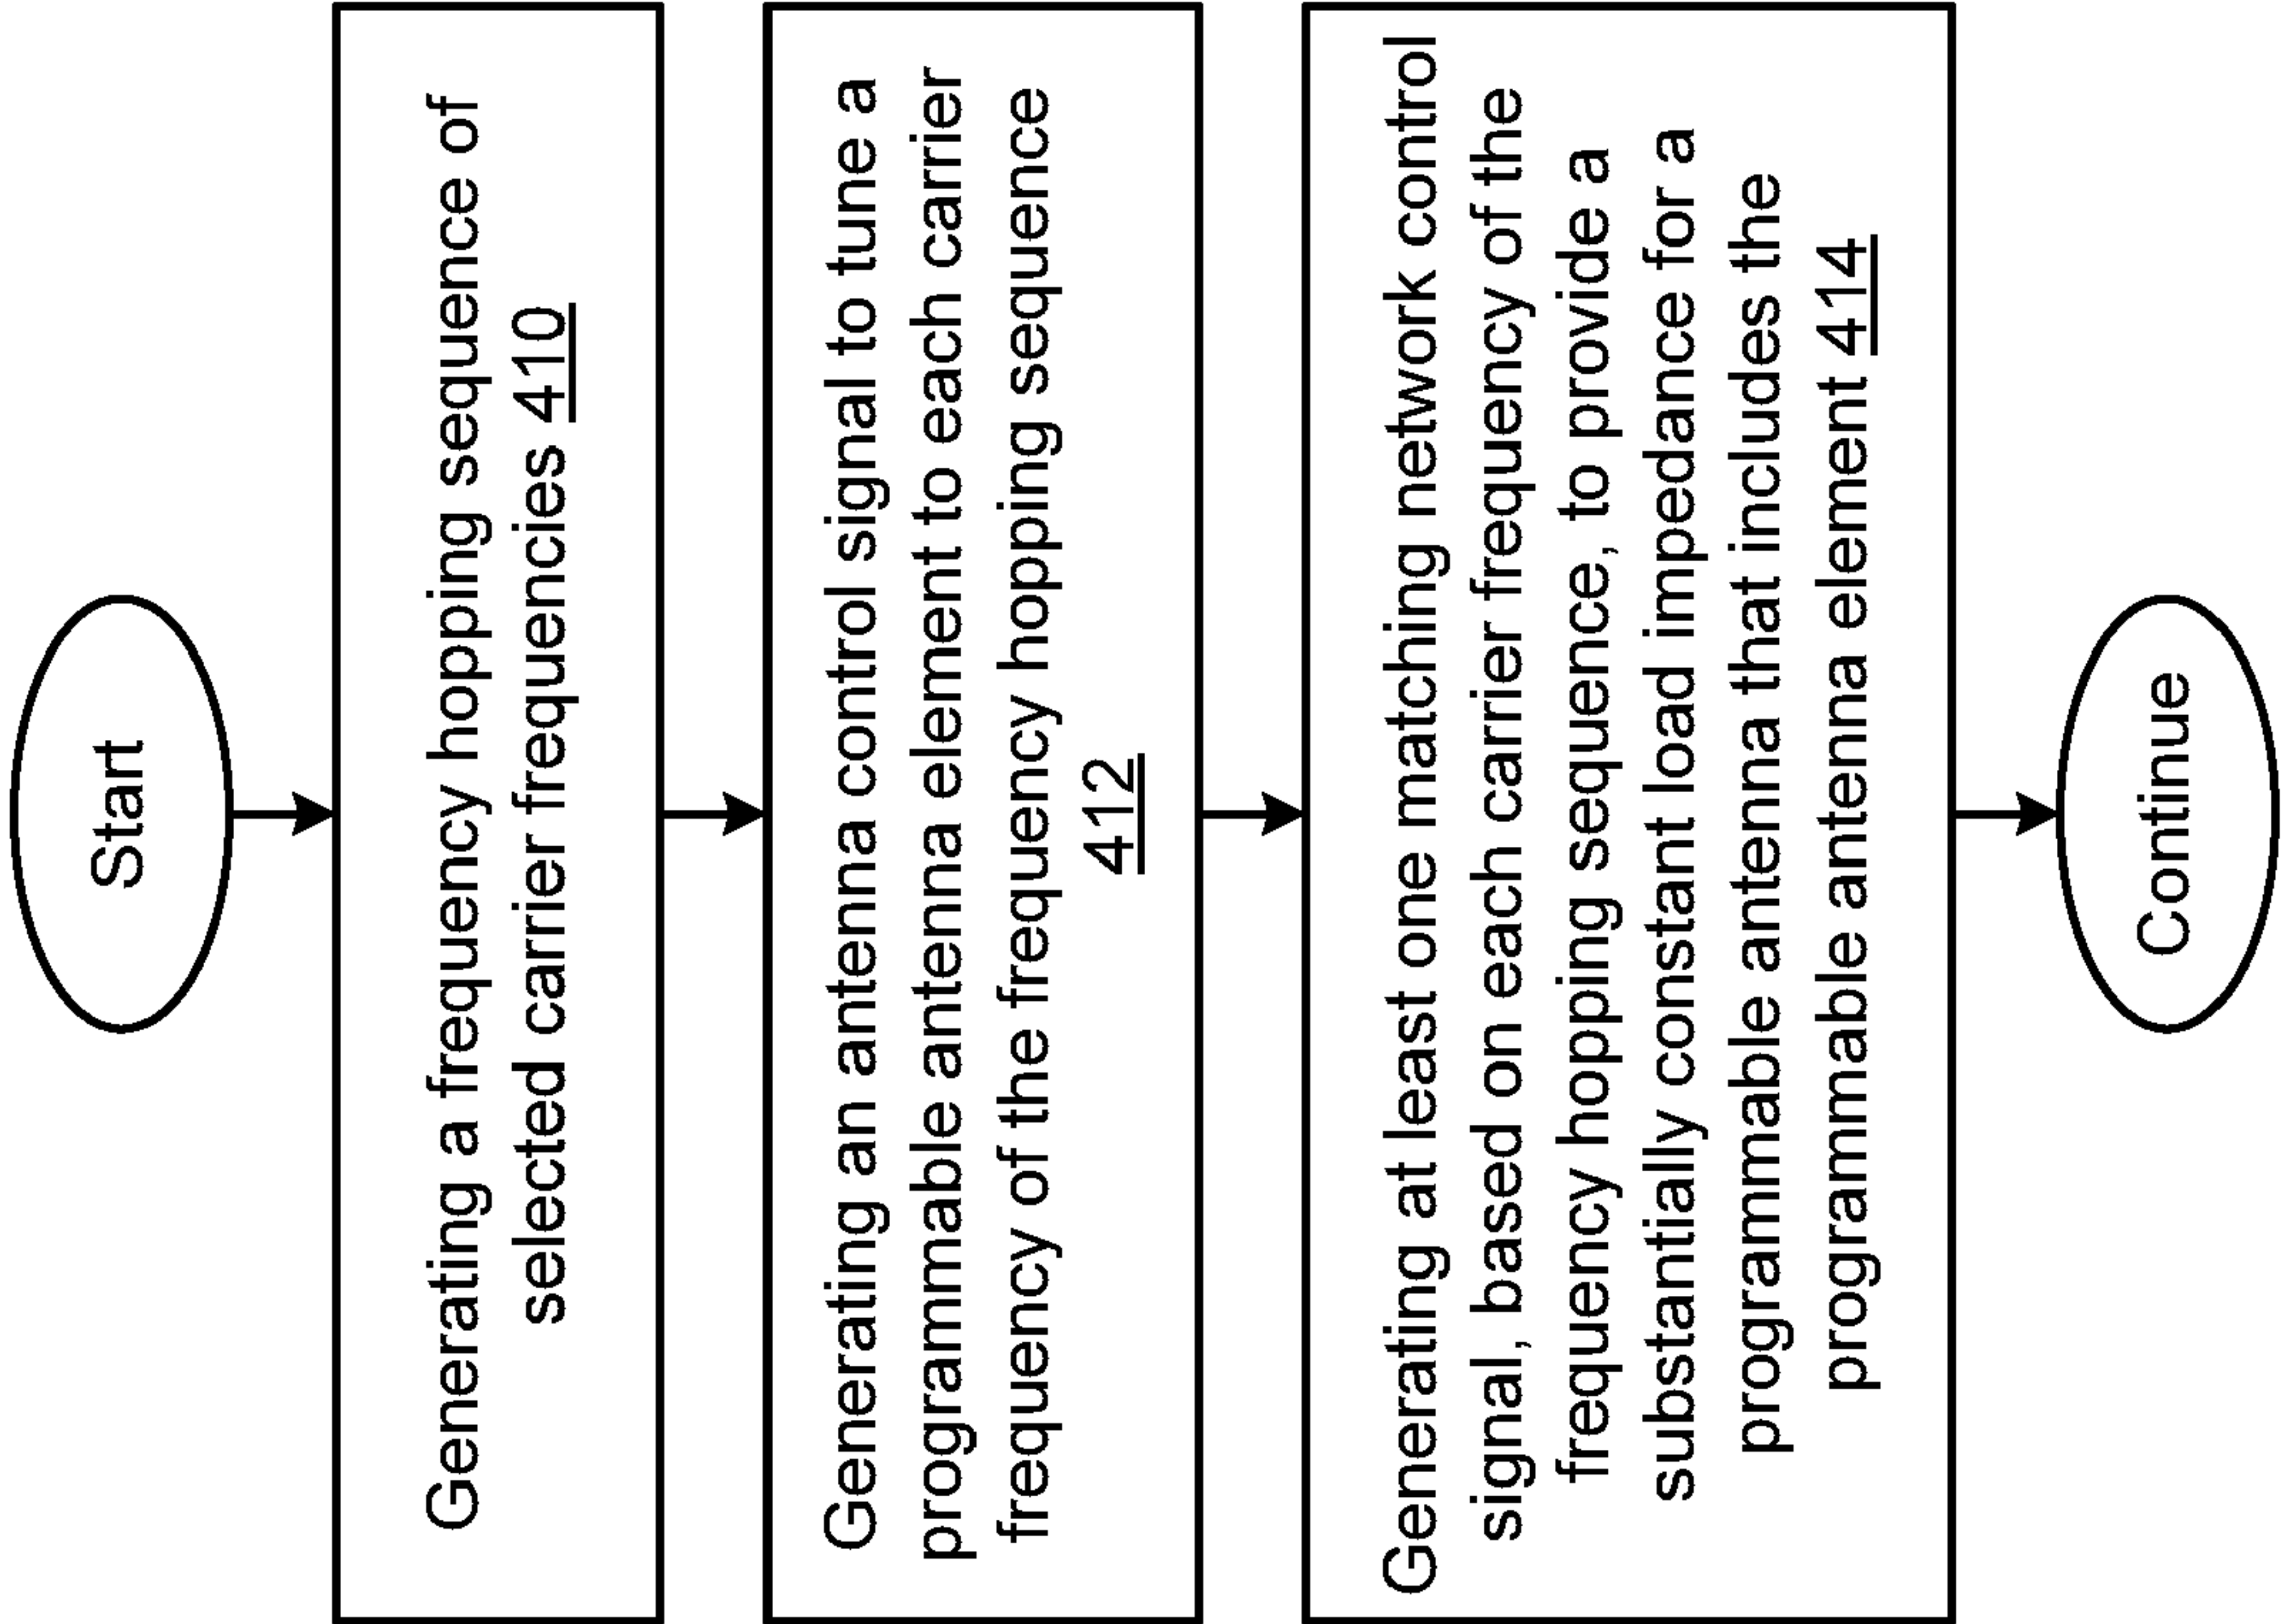 Start
Generating a frequency hopping sequence of
selected carrier frequencies 410
Generating an antenna control signal to tune a
programmable antenna element to each carrier
frequency of the frequency hopping sequence
412
Generating at least one matching network control
signal, based on each carrier frequency of the
frequency hopping sequence, to provide a
substantially constant load impedance for a
programmable antenna that includes the
programmable antenna element 414
Continue